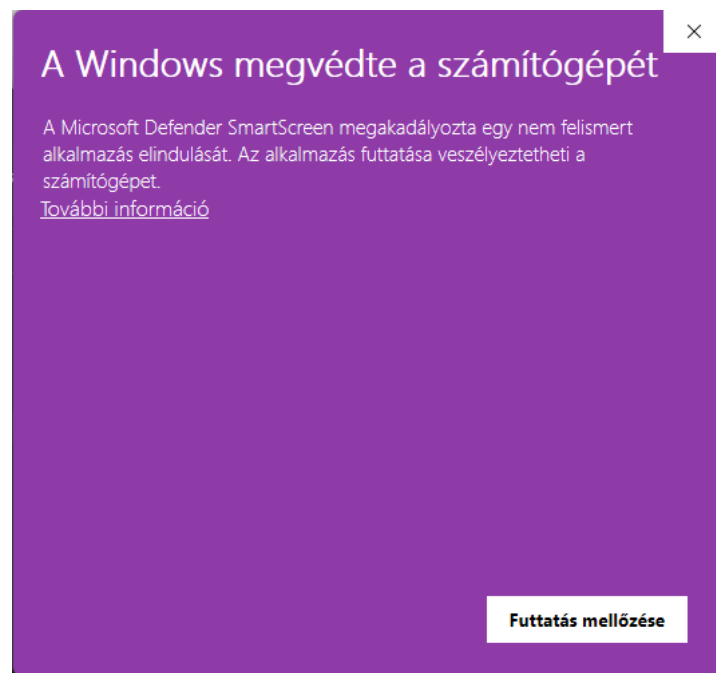 A Windows megvédte a számítógépét
A Microsoft Defender SmartScreen megakadályozta egy nem felismert
alkalmazás elindulását. Az alkalmazás futtatása veszélyeztetheti a
számítógépet.
További információ
Futtatás mellőzése